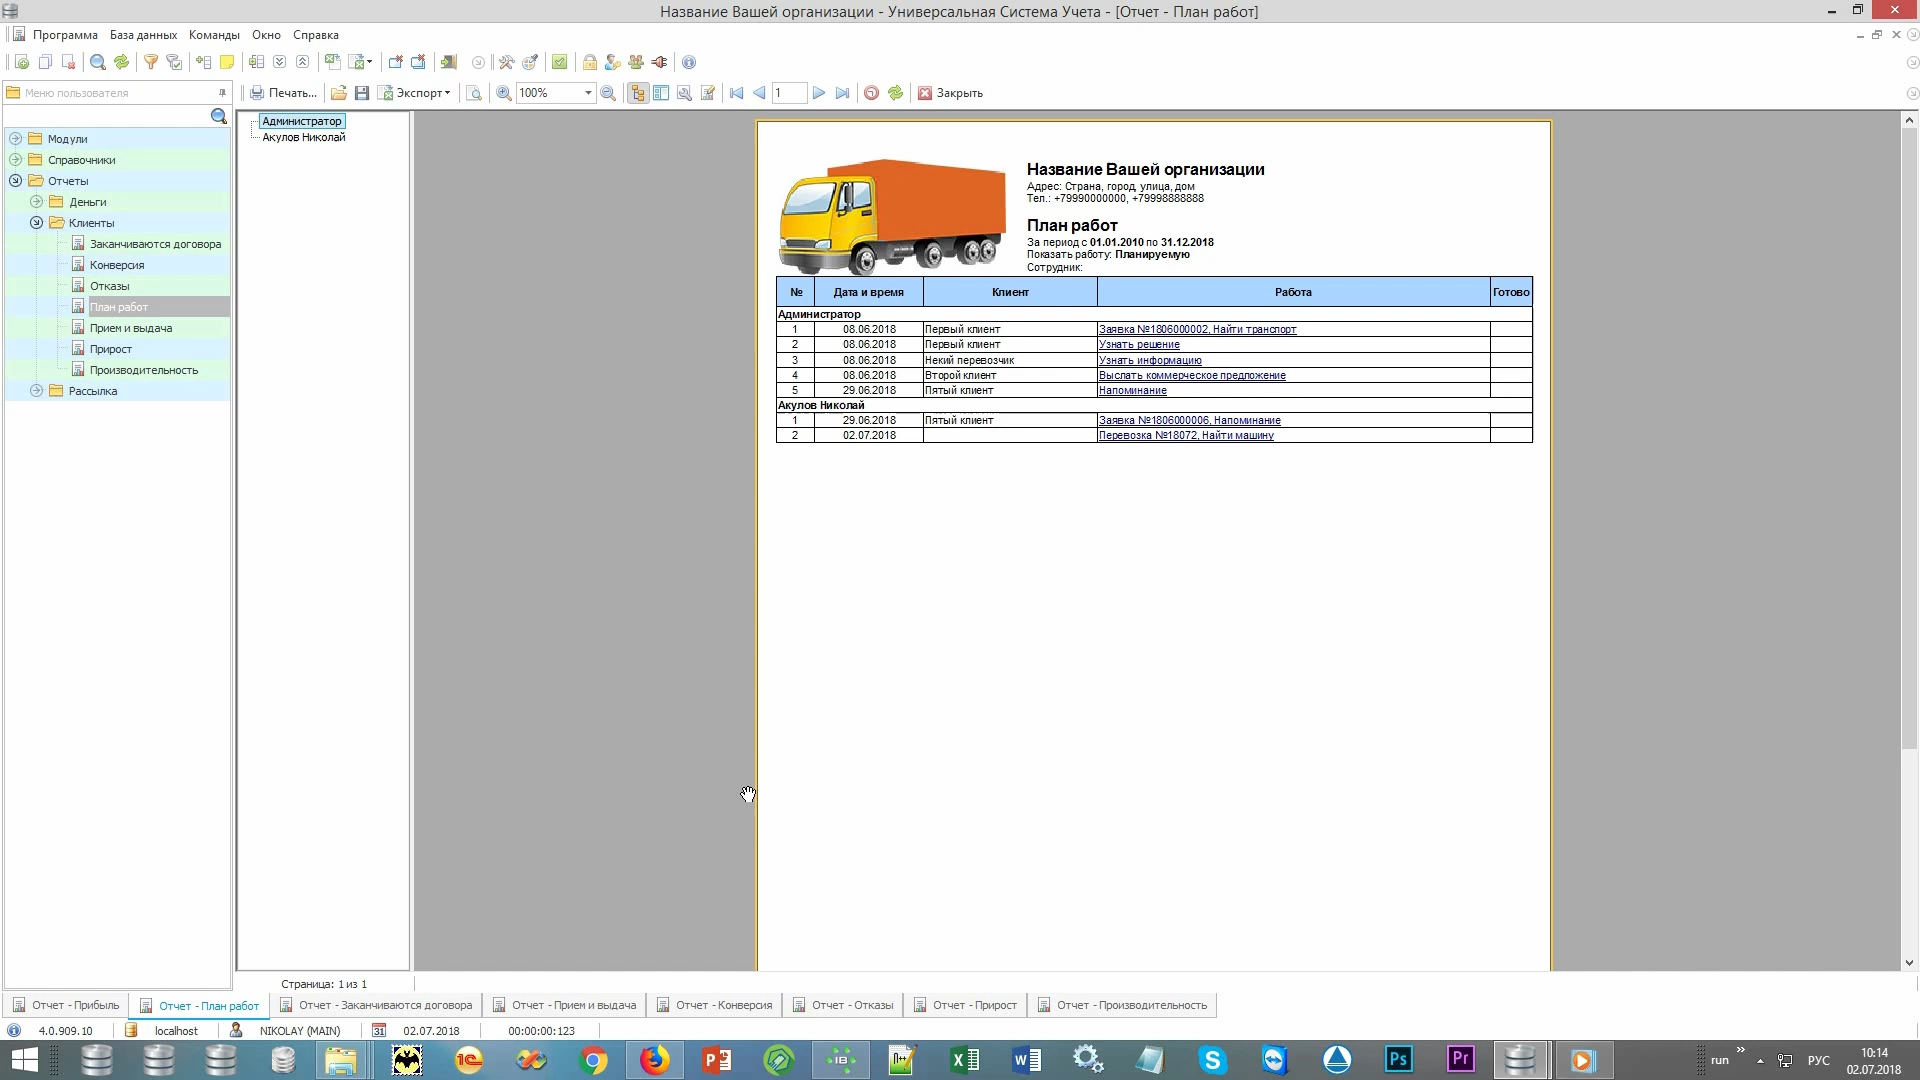 Название Вашей организации - Универсальная Система Учета - [Отчет - План работ]
Программа База данных Команды Окно Справка
Меню пользователя
Печать... Экспорт 100% 1 Закрыть
Модули
Справочники
Отчеты
Деньги
Клиенты
Заканчиваются договора
Конверсия
Отказы
План работ
Прием и выдача
Прирост
Производительность
Рассылка
Администратор
Акулов Николай
Название Вашей организации
Адрес: Страна, город, улица, дом
Тел.: +79990000000, +79998888888
План работ
За период с 01.01.2010 по 31.12.2018
Показать работу: Планируемую
Сотрудник:
№ Дата и время Клиент Работа Готово
Администратор
1 08.06.2018 Первый клиент Заявка №1806000002, Найти транспорт
2 08.06.2018 Первый клиент Узнать решение
3 08.06.2018 Некий перевозчик Узнать информацию
4 08.06.2018 Второй клиент Выслать коммерческое предложение
5 29.06.2018 Пятый клиент Напоминание
Акулов Николай
1 29.06.2018 Пятый клиент Заявка №1806000006, Напоминание
2 02.07.2018 Перевозка №18072, Найти машину
Страница: 1 из 1
Отчет - Прибыль Отчет - План работ Отчет - Заканчиваются договора Отчет - Прием и выдача Отчет - Конверсия Отчет - Отказы Отчет - Прирост Отчет - Производительность
4.0.909.10 localhost NIKOLAY (MAIN) 31 02.07.2018 00:00:00:123
1С IB n++ Ps Pr run » РУС 10:14
02.07.2018